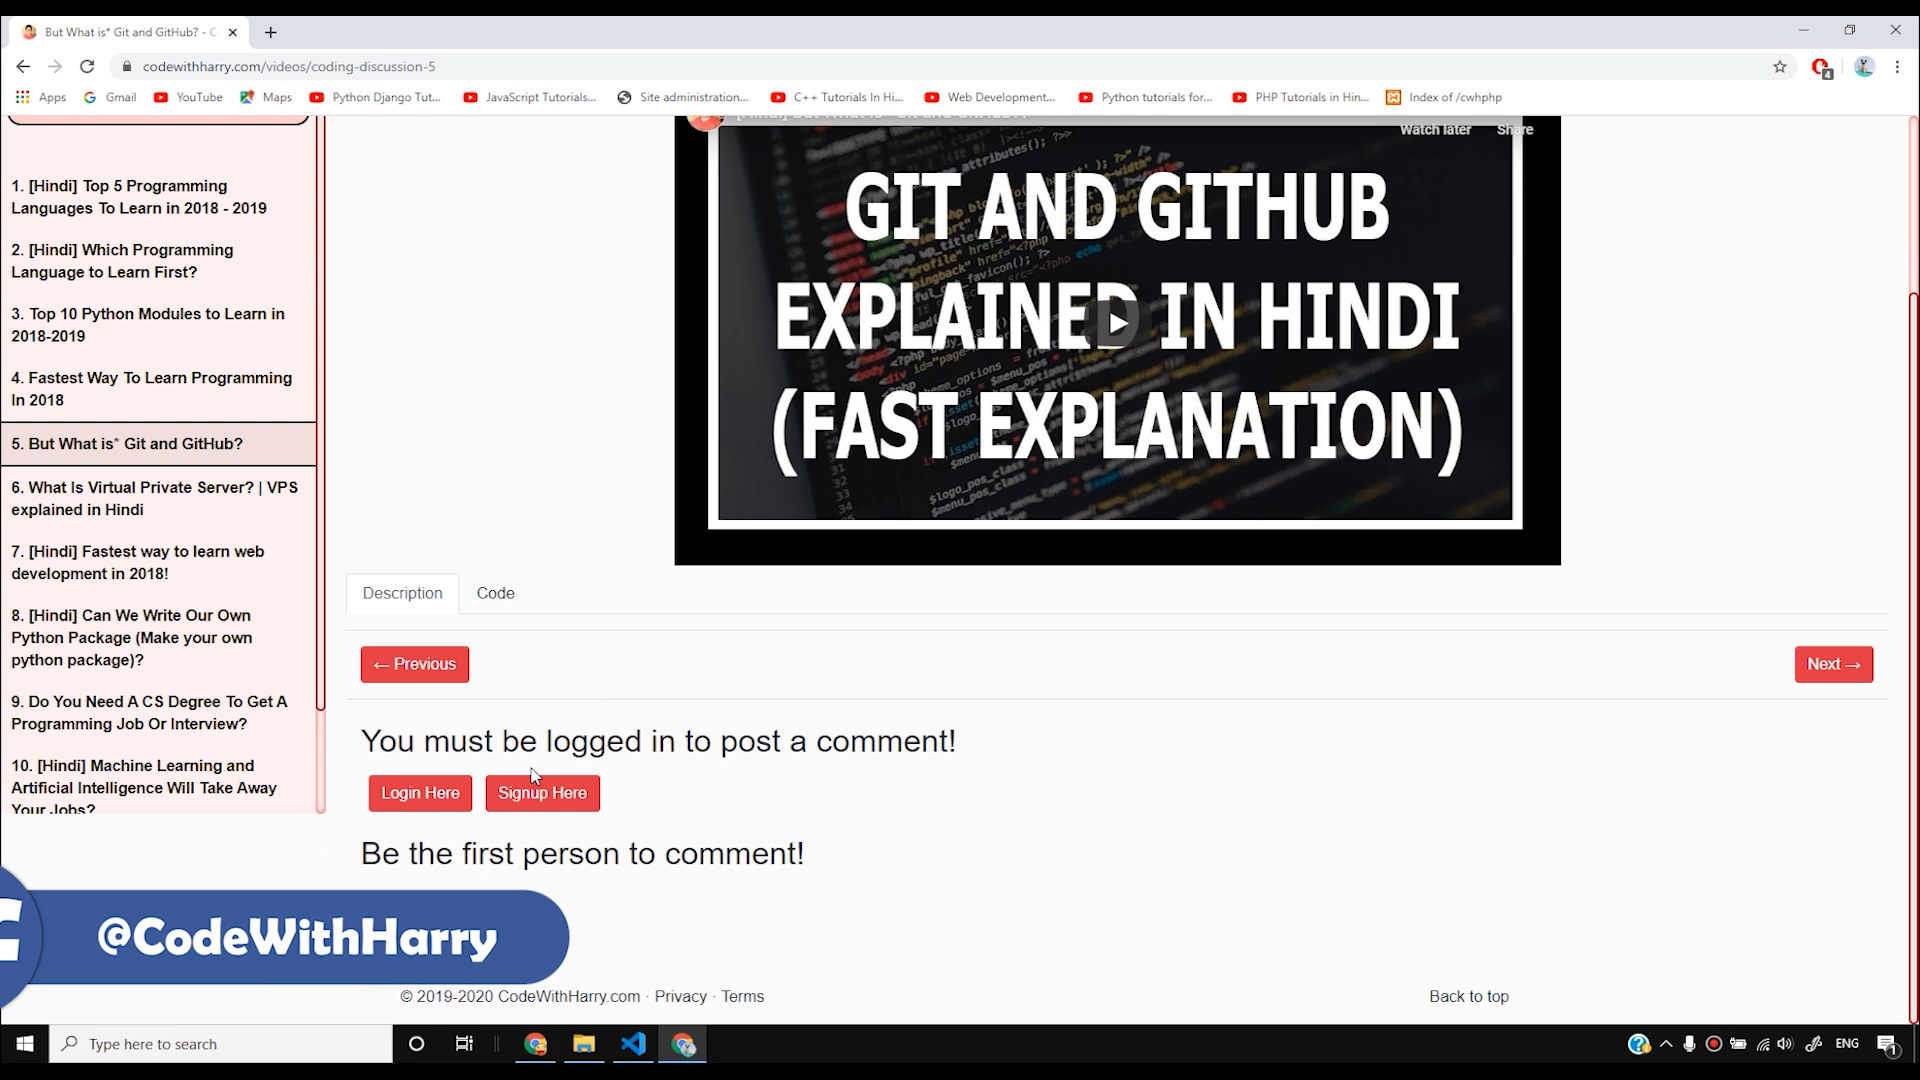 But What is* Git and GitHub? - C
codewithharry.com/videos/coding-discussion-5
4
Apps
Gmail
YouTube
Maps
Python Django Tut...
JavaScript Tutorials...
Site administration...
C++ Tutorials In Hi...
Web Development...
Python tutorials for...
PHP Tutorials in Hin...
Index of /cwhphp
1. [Hindi] Top 5 Programming
Languages To Learn in 2018 - 2019
2. [Hindi] Which Programming
Language to Learn First?
3. Top 10 Python Modules to Learn in
2018-2019
4. Fastest Way To Learn Programming
In 2018
5. But What is* Git and GitHub?
6. What Is Virtual Private Server? | VPS
explained in Hindi
7. [Hindi] Fastest way to learn web
development in 2018!
8. [Hindi] Can We Write Our Own
Python Package (Make your own
python package)?
9. Do You Need A CS Degree To Get A
Programming Job Or Interview?
10. [Hindi] Machine Learning and
Artificial Intelligence Will Take Away
Your Jobs?
Watch later
Share
GIT AND GITHUB
EXPLAINED IN HINDI
(FAST EXPLANATION)
Description
Code
← Previous
Next →
You must be logged in to post a comment!
Login Here
Signup Here
Be the first person to comment!
@CodeWithHarry
© 2019-2020 CodeWithHarry.com · Privacy · Terms
Back to top
Type here to search
ENG
1